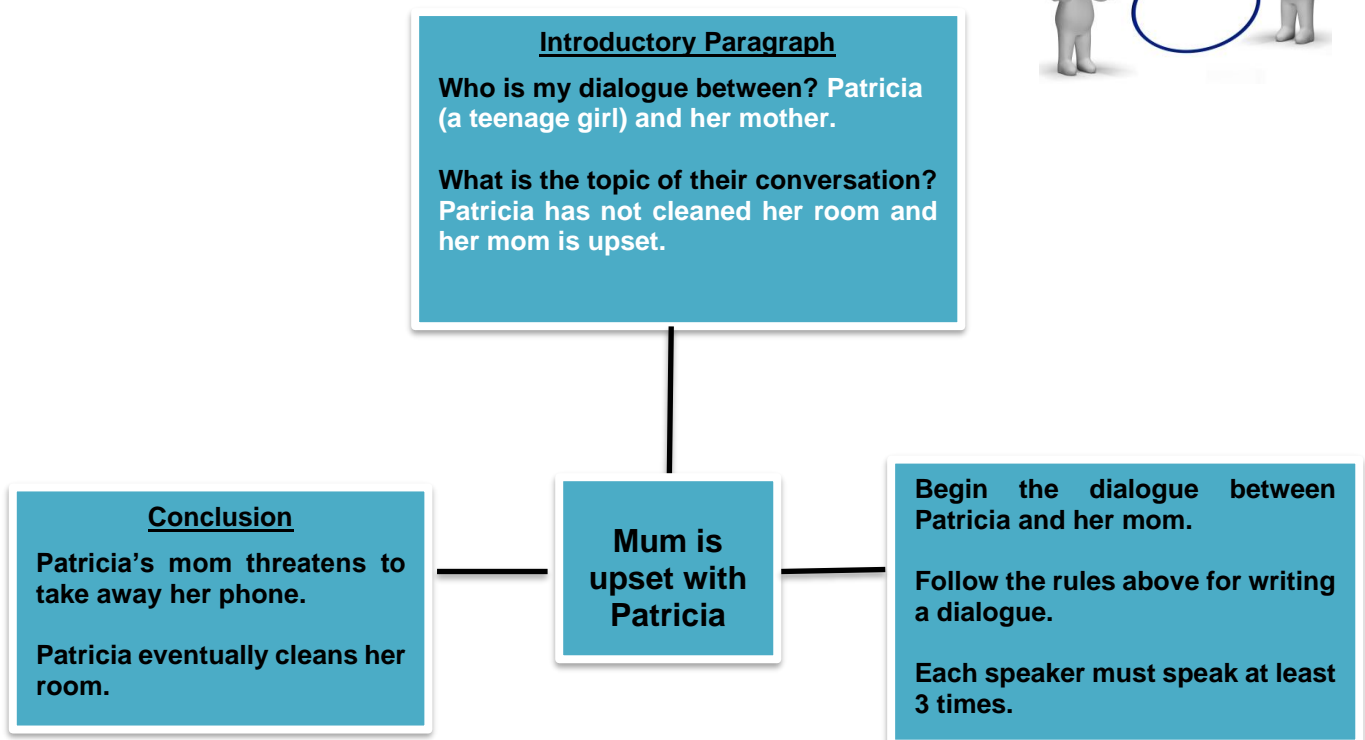 Introductory Paragraph
Who is my dialogue between? Patricia
(a teenage girl) and her mother.
What is the topic of their conversation?
Patricia has not cleaned her room and
her mom is upset.
Conclusion
Patricia’s mom threatens to
take away her phone.
Patricia eventually cleans her
room.
Mum is
upset with
Patricia
Begin the dialogue between
Patricia and her mom.
Follow the rules above for writing
a dialogue.
Each speaker must speak at least
3 times.